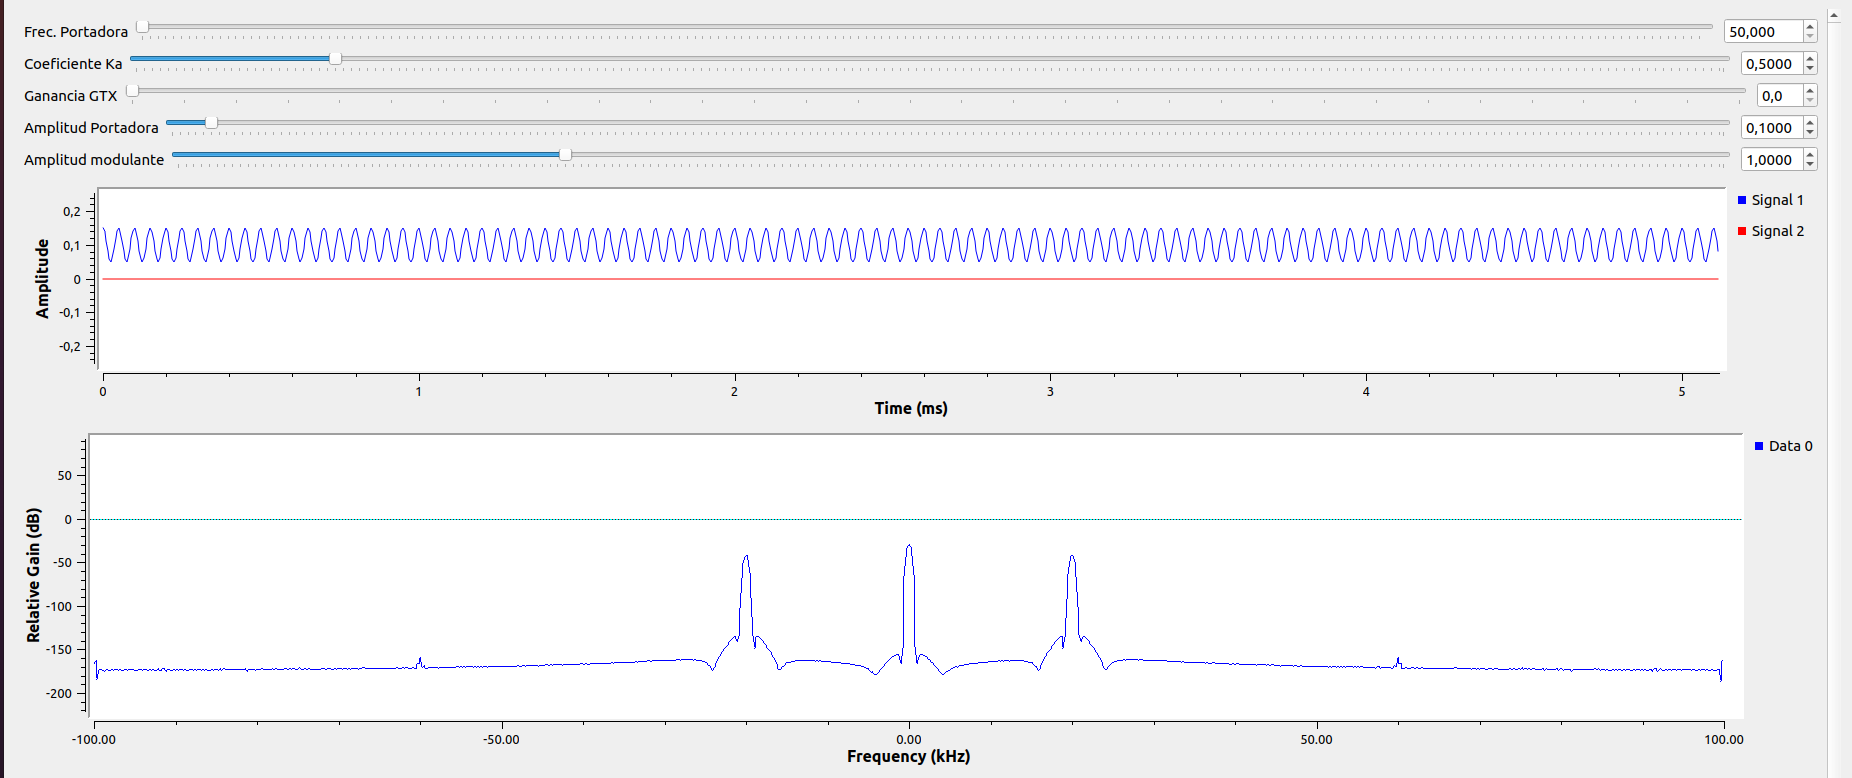 Frec. Portadora 50,000
Coeficiente Ka 0,5000
Ganancia GTX 0,0
Amplitud Portadora 0,1000
Amplitud modulante 1,0000
Amplitude
0,2
0,1
0
-0,1
-0,2
Signal 1
Signal 2
0 1 2 3 4 5
Time (ms)
Relative Gain (dB)
50
0
-50
-100
-150
-200
Data 0
-100.00 -50.00 0.00 50.00 100.00
Frequency (kHz)